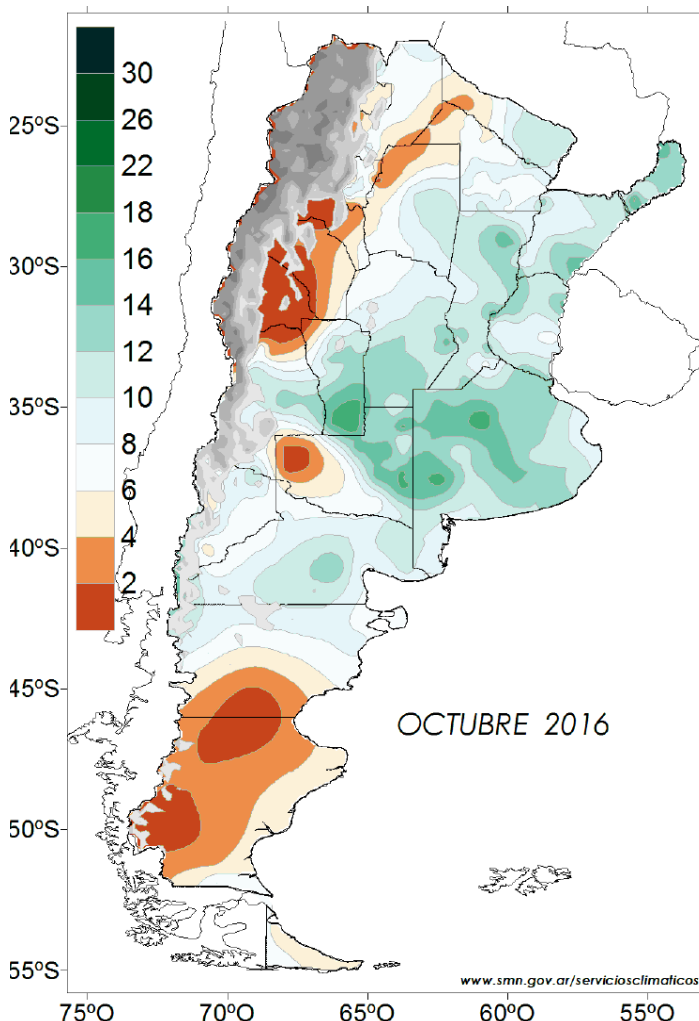 30
26
22
18
16
14
12
10
8
6
4
2
25ºS
30ºS
35ºS
40ºS
45ºS
50ºS
55ºS
OCTUBRE 2016
www.smn.gov.ar/serviciosclimaticos
75ºO 70ºO 65ºO 60ºO 55ºO